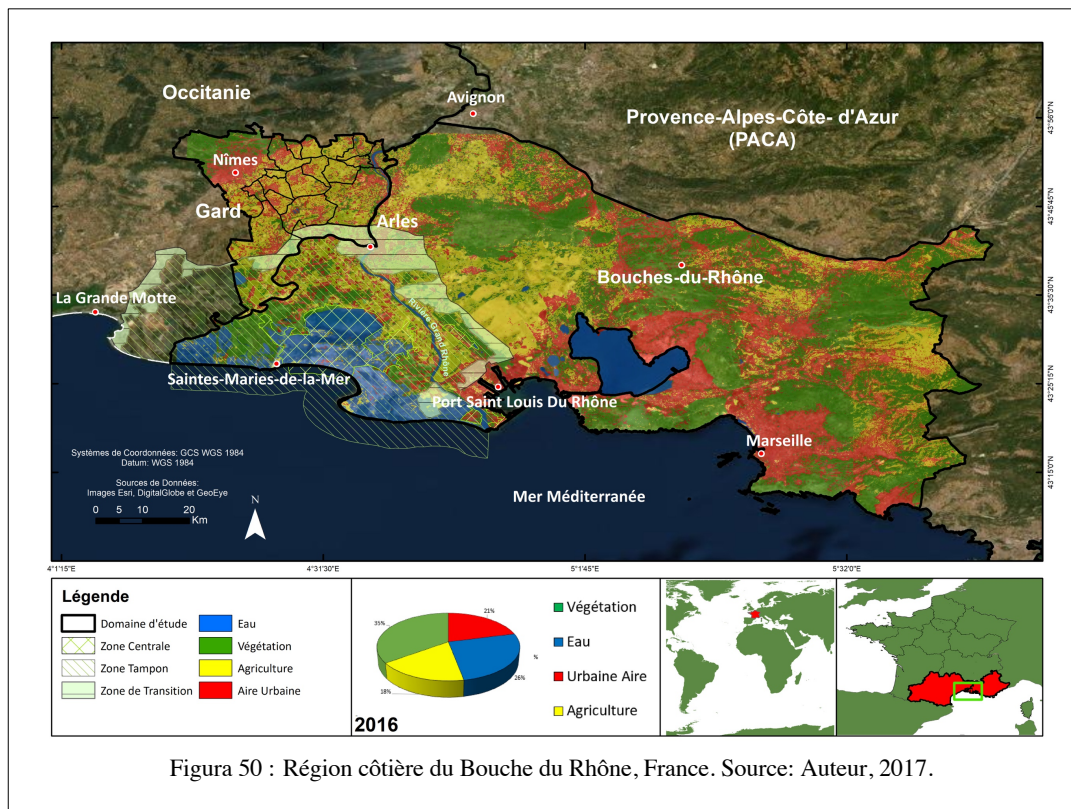 Occitanie
Avignon
Provence-Alpes-Côte- d'Azur
(PACA)
Nîmes
Gard
Arles
La Grande Motte
Bouches-du-Rhône
Rivière Grand Rhône
Saintes-Maries-de-la-Mer
Port Saint Louis Du Rhône
Marseille
Mer Méditerranée
Systèmes de Coordonnées: GCS WGS 1984
Datum: WGS 1984
Sources de Données:
Images Esri, DigitalGlobe et GeoEye
0 5 10 20
Km
N
43°56'0"N
43°45'45"N
43°35'30"N
43°25'15"N
43°15'0"N
4°1'15"E 4°31'30"E 5°1'45"E 5°32'0"E
Légende
Domaine d'étude
Zone Centrale
Zone Tampon
Zone de Transition
Eau
Végétation
Agriculture
Aire Urbaine
35%
21%
%
26%
18%
2016
Végétation
Eau
Urbaine Aire
Agriculture
Figura 50 : Région côtière du Bouche du Rhône, France. Source: Auteur, 2017.